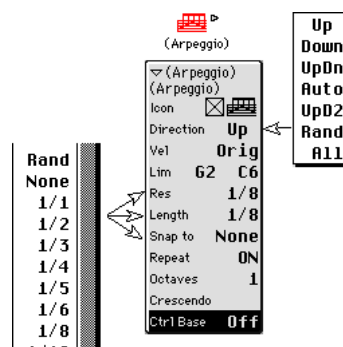 (Arpeggio)
(Arpeggio)
(Arpeggio)
Icon
Direction Up
Vel Orig
Lim G2 C6
Res 1/8
Length 1/8
Snap to None
Repeat ON
Octaves 1
Crescendo
Ctrl Base Off
Up
Down
UpDn
Auto
UpD2
Rand
All
Rand
None
1/1
1/2
1/3
1/4
1/5
1/6
1/8